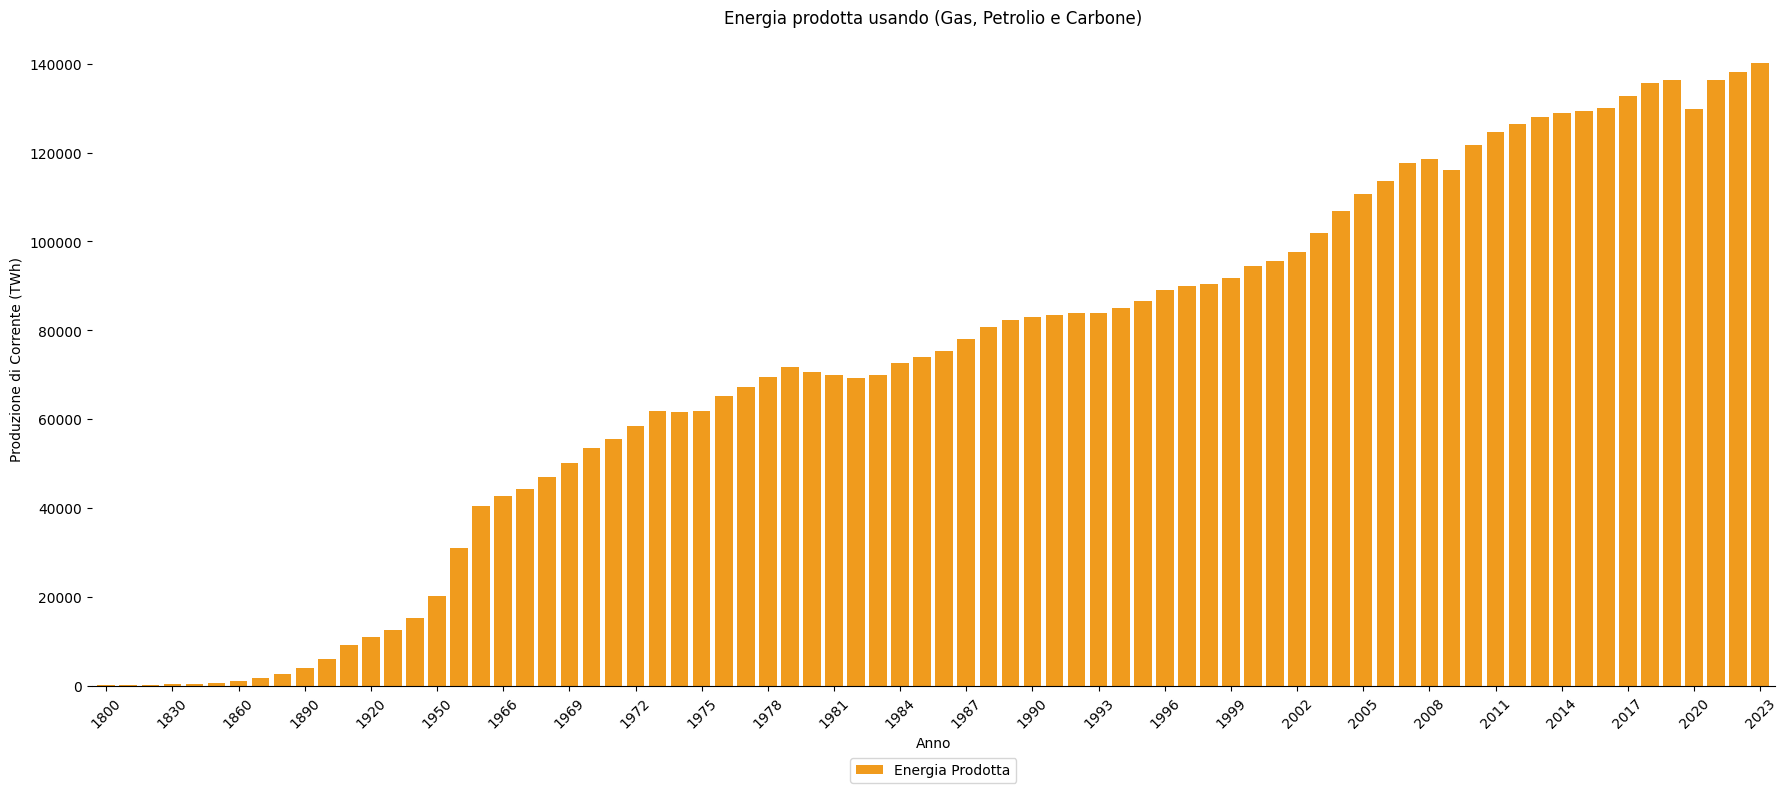 Energia prodotta usando (Gas, Petrolio e Carbone)
Produzione di Corrente (TWh)
140000
120000
100000
80000
60000
40000
20000
0
1800 1830 1860 1890 1920 1950 1966 1969 1972 1975 1978 1981 1984 1987 1990 1993 1996 1999 2002 2005 2008 2011 2014 2017 2020 2023
Anno
Energia Prodotta